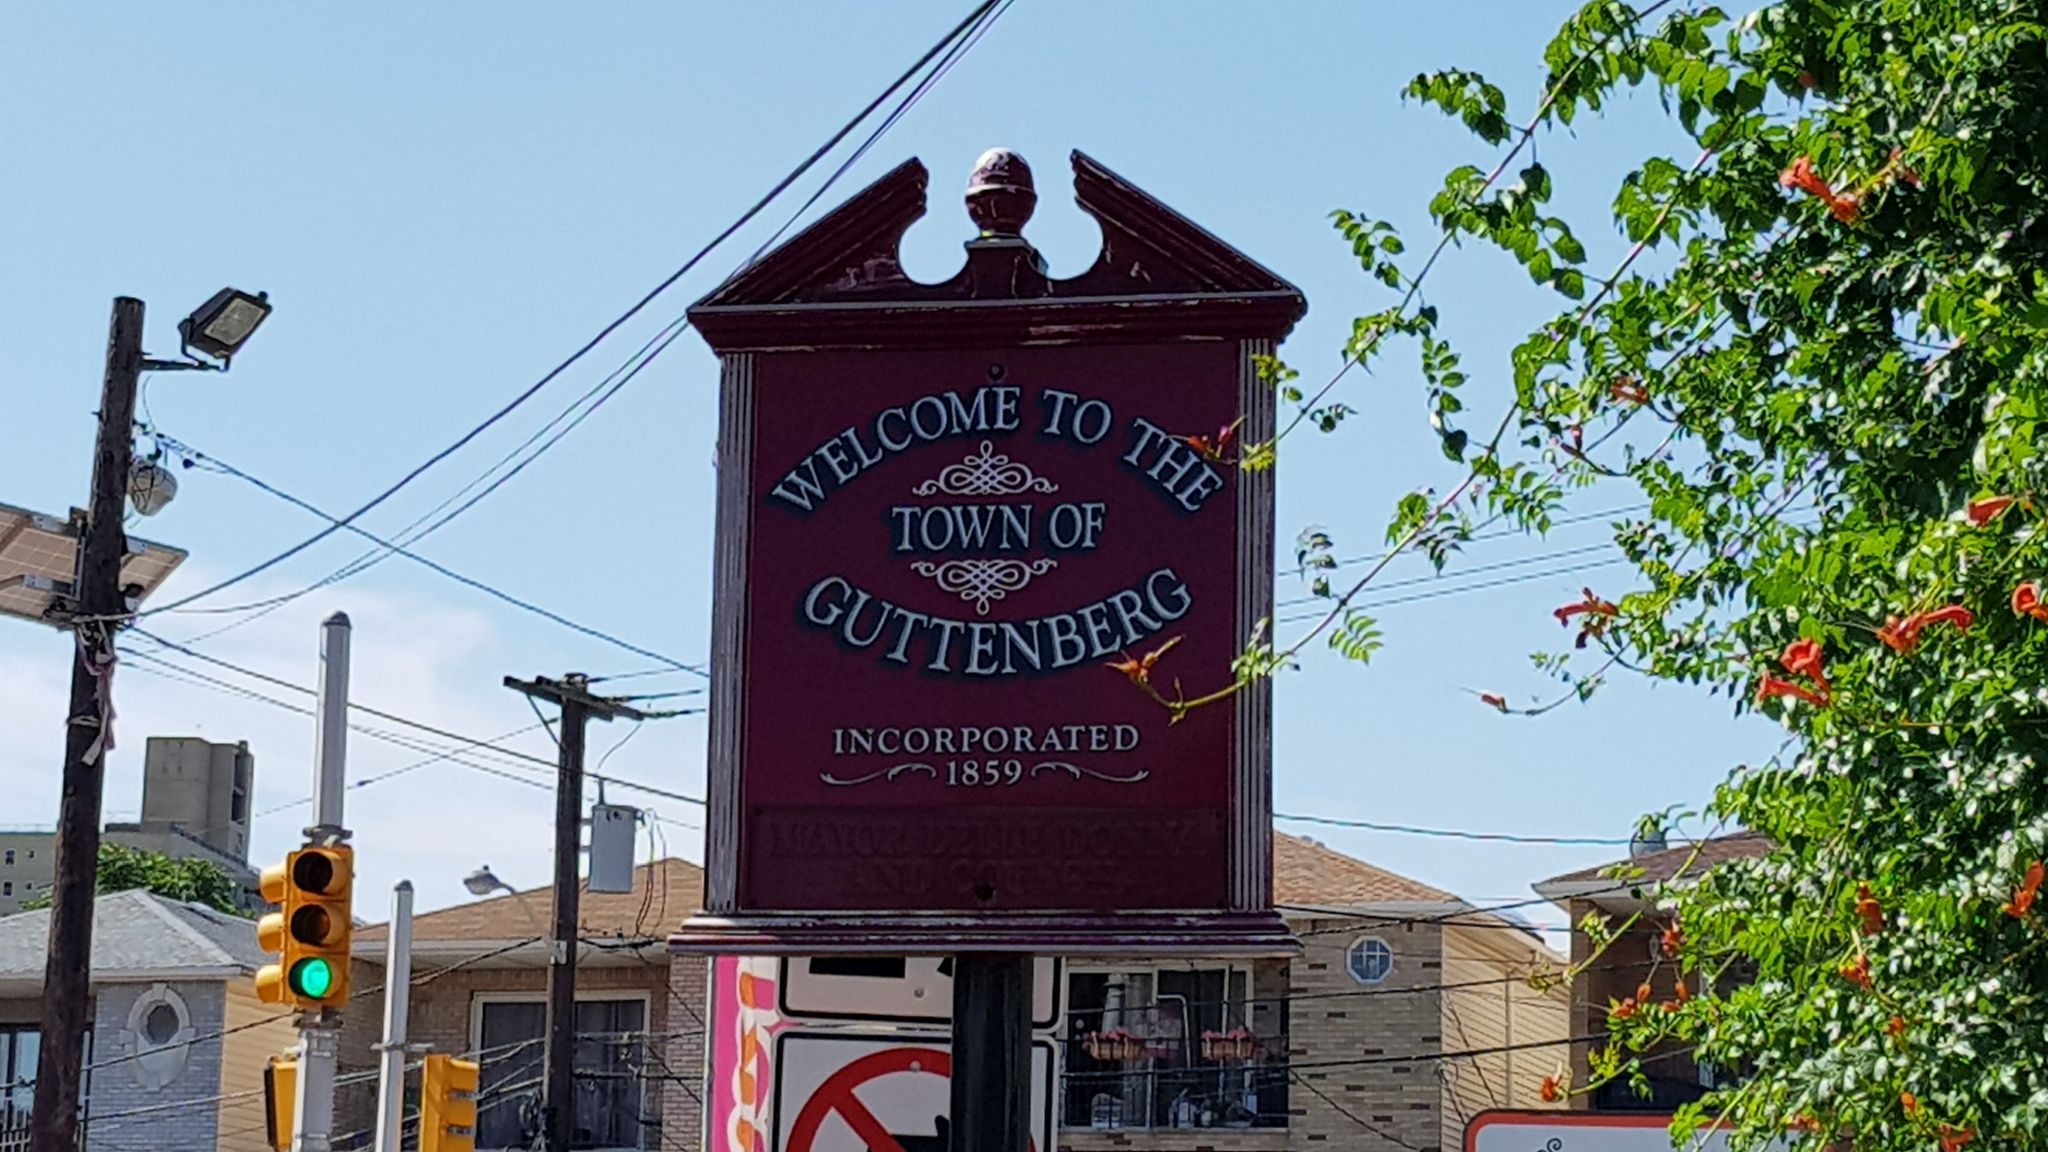 WELCOME TO THE
TOWN OF
GUTTENBERG
INCORPORATED
1859